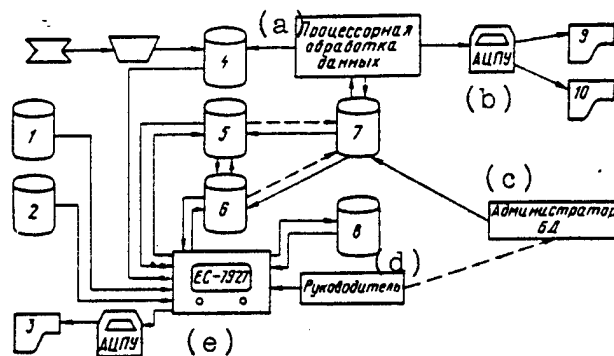 (a)
Процессорная
обработка
данных
4
АЦПУ
9
(b)
10
1
5
7
2
6
(c)
Администратор
БД
8
(d)
ЕС-7927
Руководитель
3
АЦПУ
(e)